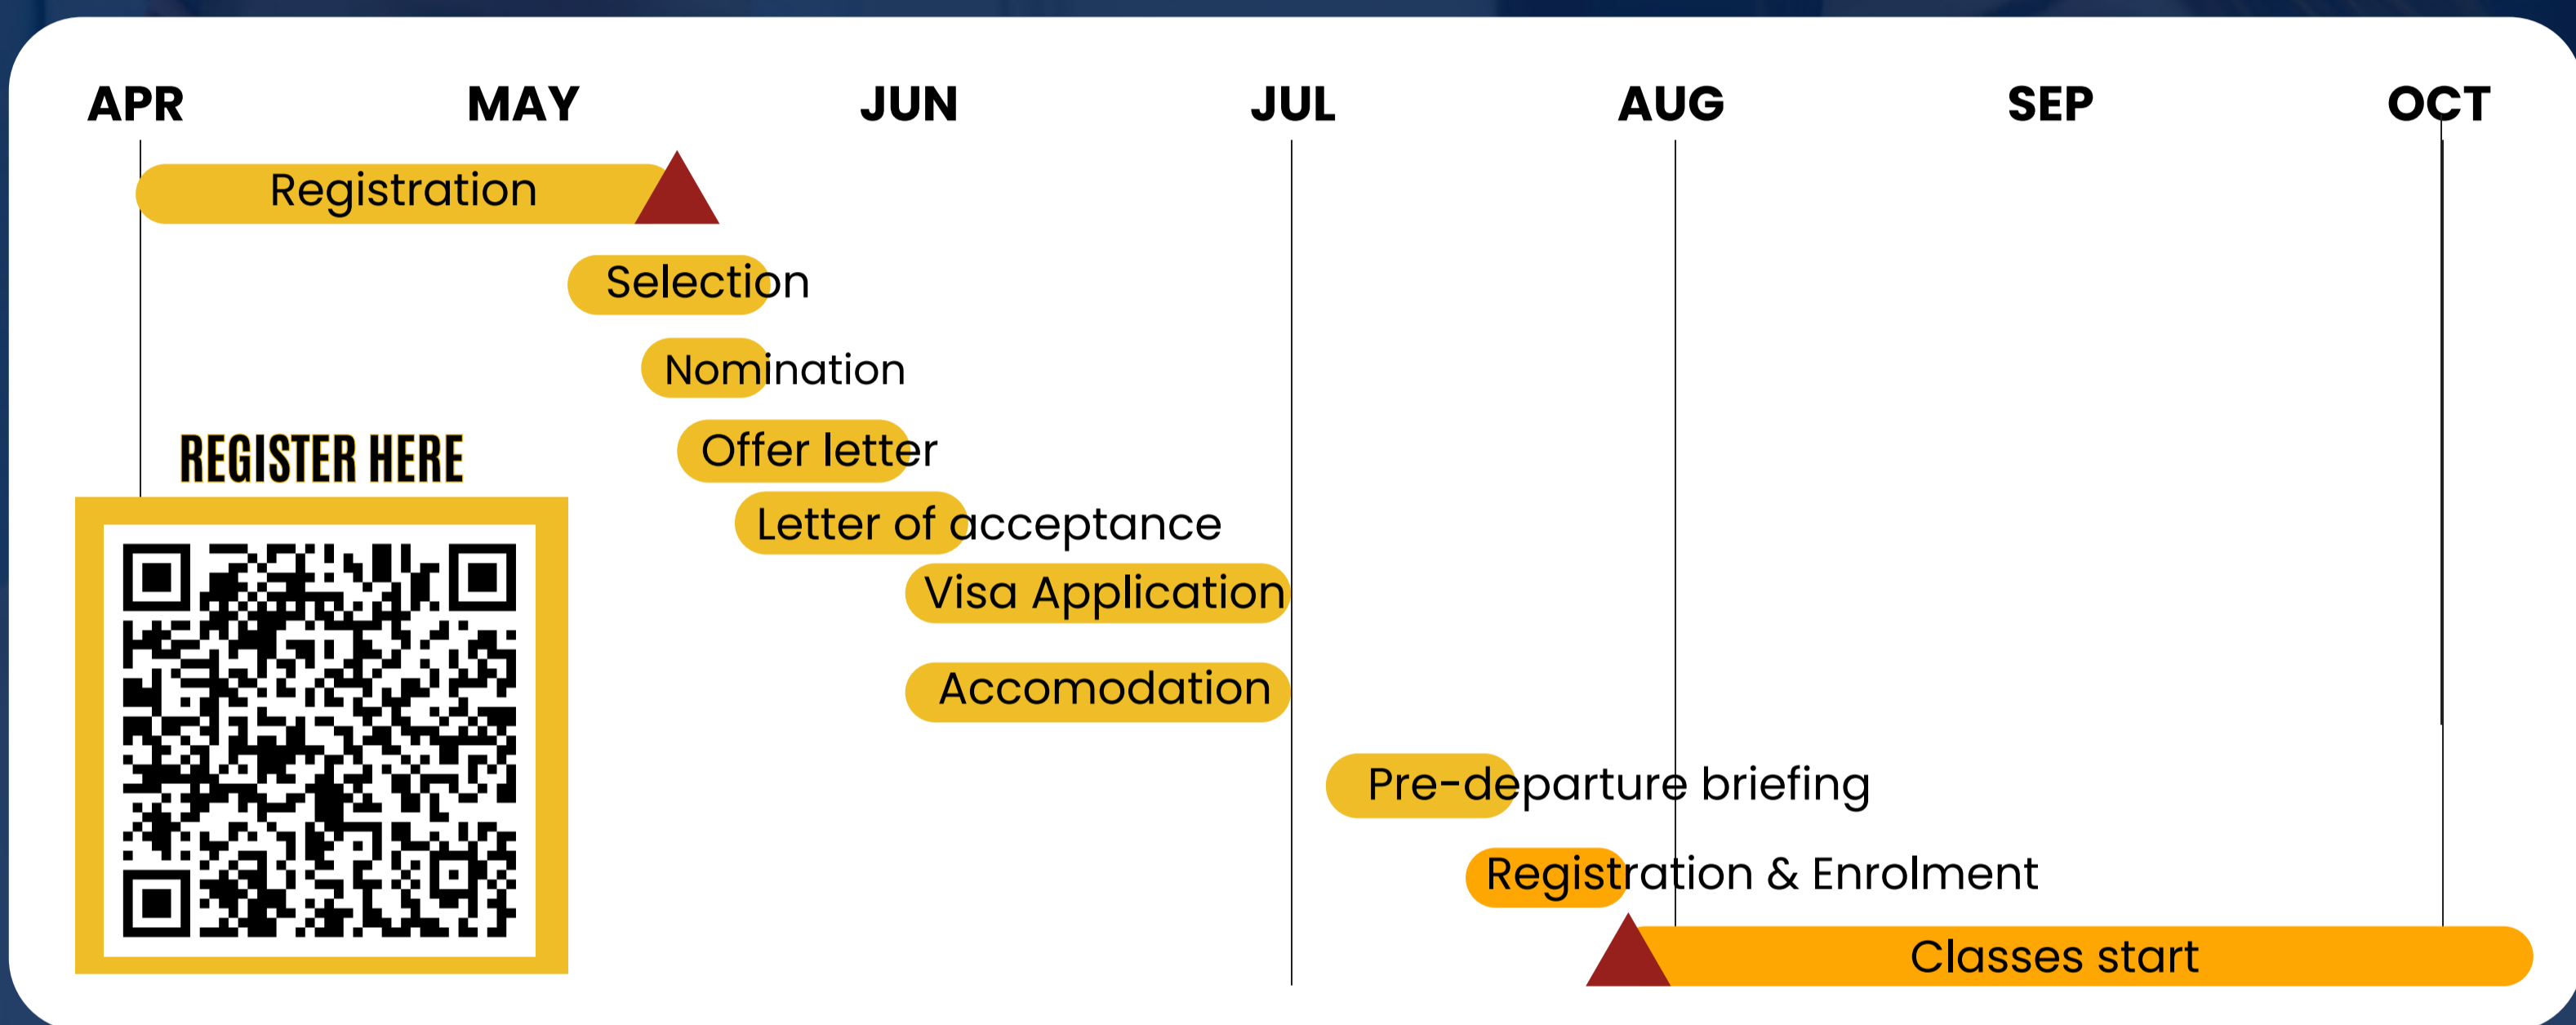 APR MAY JUN JUL AUG SEP OCT
Registration
Selection
Nomination
Offer letter
Letter of acceptance
Visa Application
Accomodation
Pre-departure briefing
Registration & Enrolment
Classes start
REGISTER HERE